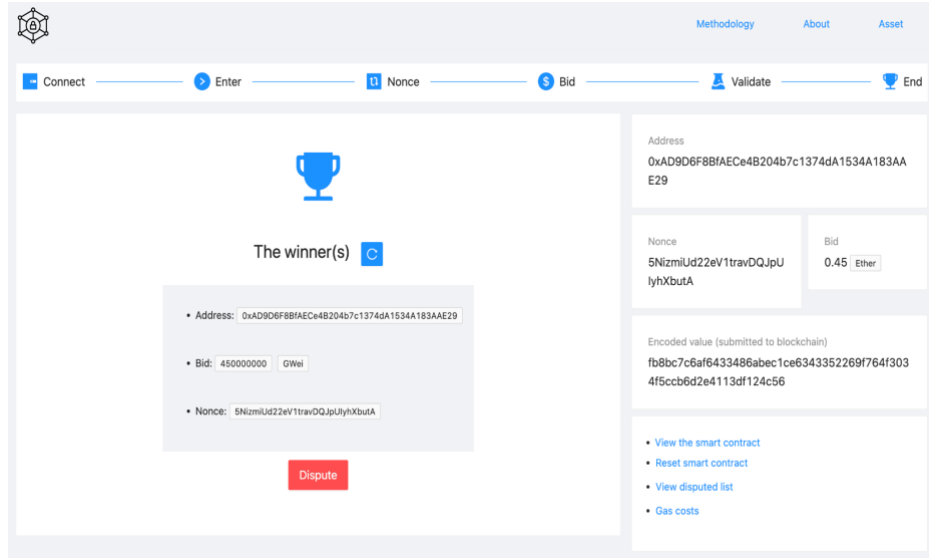 Methodology About Asset
Connect Enter Nonce Bid Validate End
The winner(s)
Address: 0xAD9D6F8BfAECe4B204b7c1374dA1534A183AAE29
Bid: 450000000 GWei
Nonce: 5NizmiUd22eV1travDQJpUlyhXbutA
Dispute
Address
0xAD9D6F8BfAECe4B204b7c1374dA1534A183AA
E29
Nonce
5NizmiUd22eV1travDQJpU
lyhXbutA
Bid
0.45 Ether
Encoded value (submitted to blockchain)
fb8bc7c6af6433486abec1ce6343352269f764f303
4f5ccb6d2e4113df124c56
View the smart contract
Reset smart contract
View disputed list
Gas costs